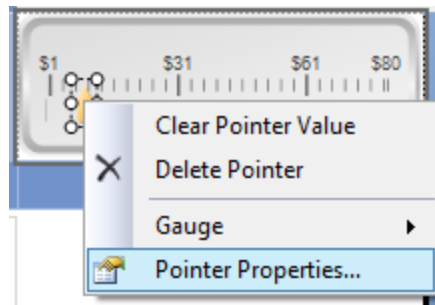 $1 $31 $61 $80
Clear Pointer Value
Delete Pointer
Gauge
Pointer Properties...